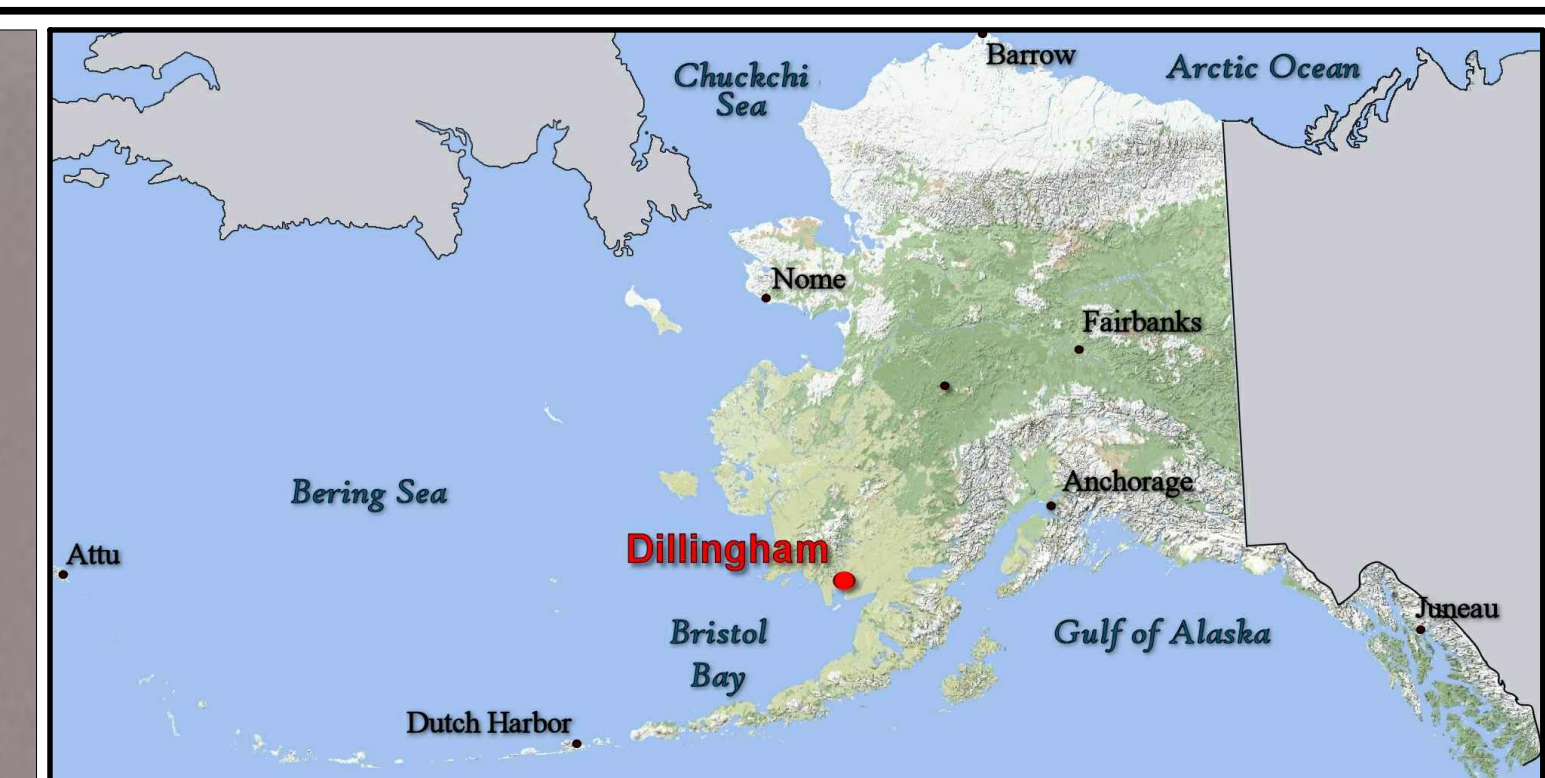 Barrow
Arctic Ocean
Chuckchi
Sea
Nome
Fairbanks
Anchorage
Bering Sea
Dillingham
Attu
Juneau
Bristol
Bay
Gulf of Alaska
Dutch Harbor